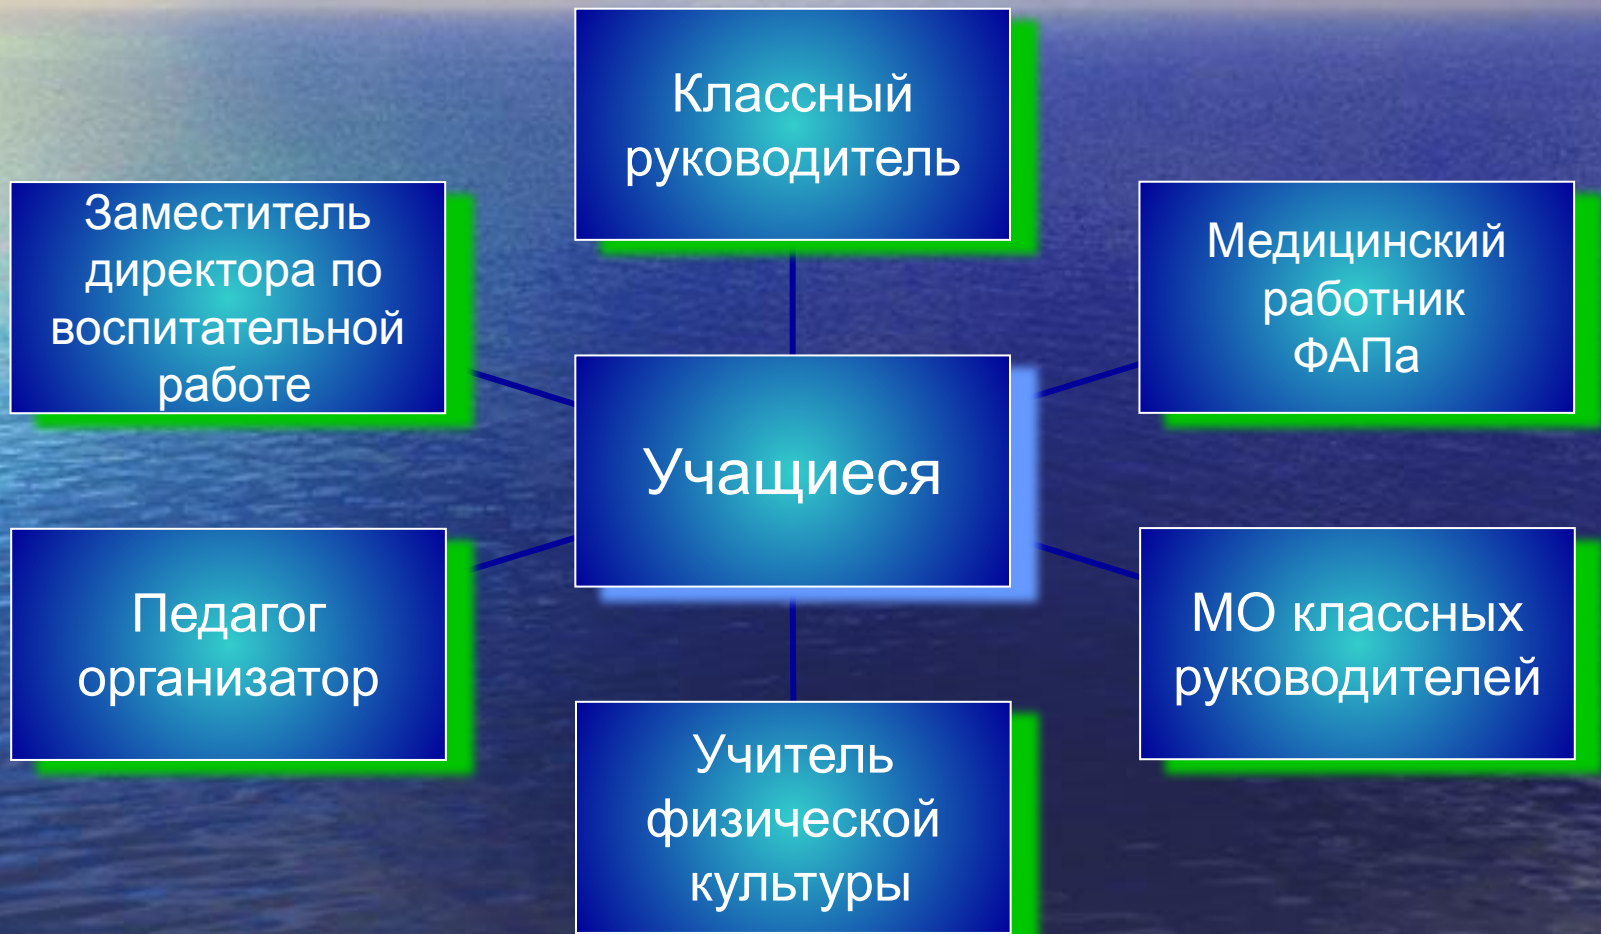 Классный
руководитель
Заместитель
директора по
воспитательной
работе
Медицинский
работник
ФАПа
Учащиеся
Педагог
организатор
МО классных
руководителей
Учитель
физической
культуры